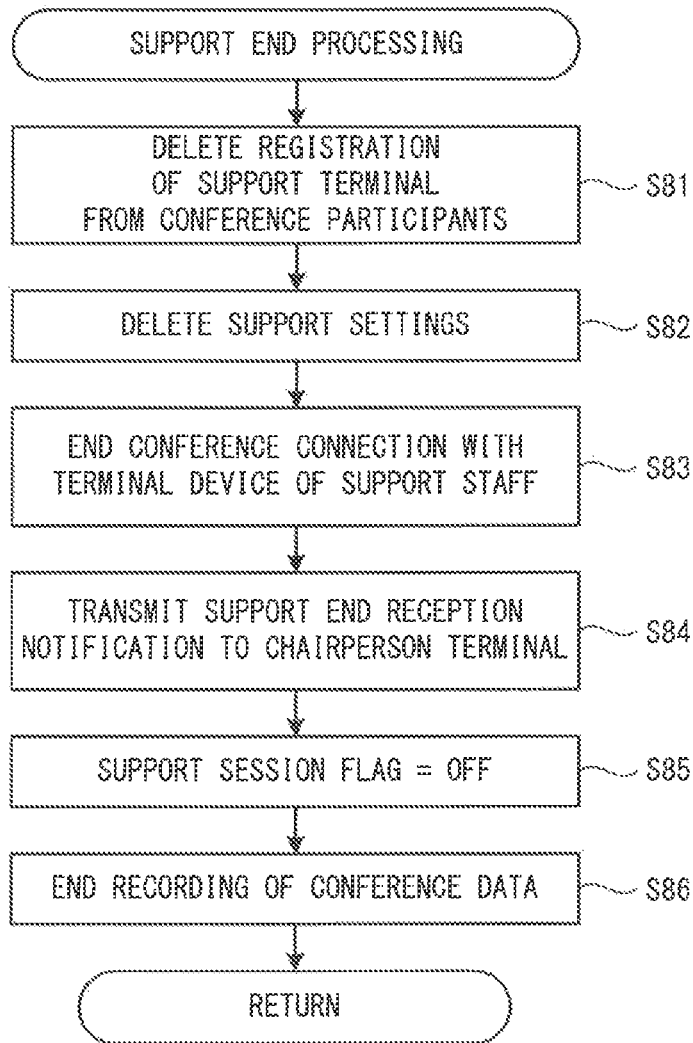 SUPPORT END PROCESSING
DELETE REGISTRATION
OF SUPPORT TERMINAL
FROM CONFERENCE PARTICIPANTS
S81
DELETE SUPPORT SETTINGS
S82
END CONFERENCE CONNECTION WITH
TERMINAL DEVICE OF SUPPORT STAFF
S83
TRANSMIT SUPPORT END RECEPTION
NOTIFICATION TO CHAIRPERSON TERMINAL
S84
SUPPORT SESSION FLAG = OFF
S85
END RECORDING OF CONFERENCE DATA
S86
RETURN